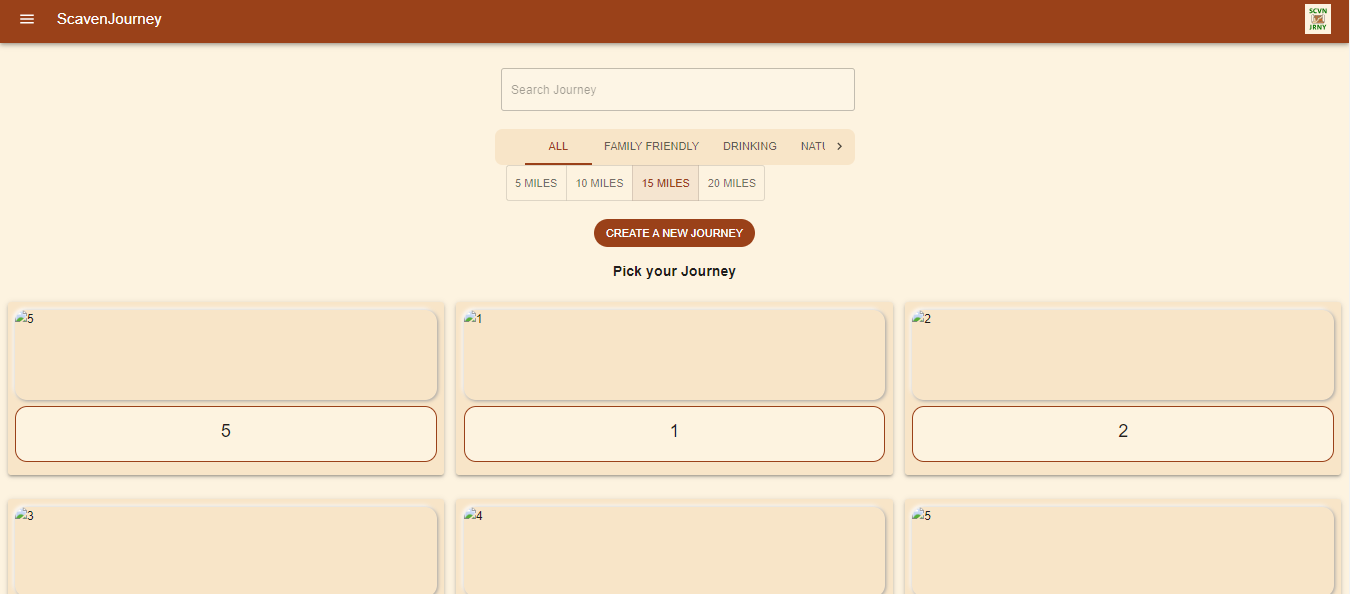 ScavenJourney
SCVN
JRNY
Search Journey
ALL FAMILY FRIENDLY DRINKING NATU
5 MILES 10 MILES 15 MILES 20 MILES
CREATE A NEW JOURNEY
Pick your Journey
5 1 2
5 1 2
3 4 5